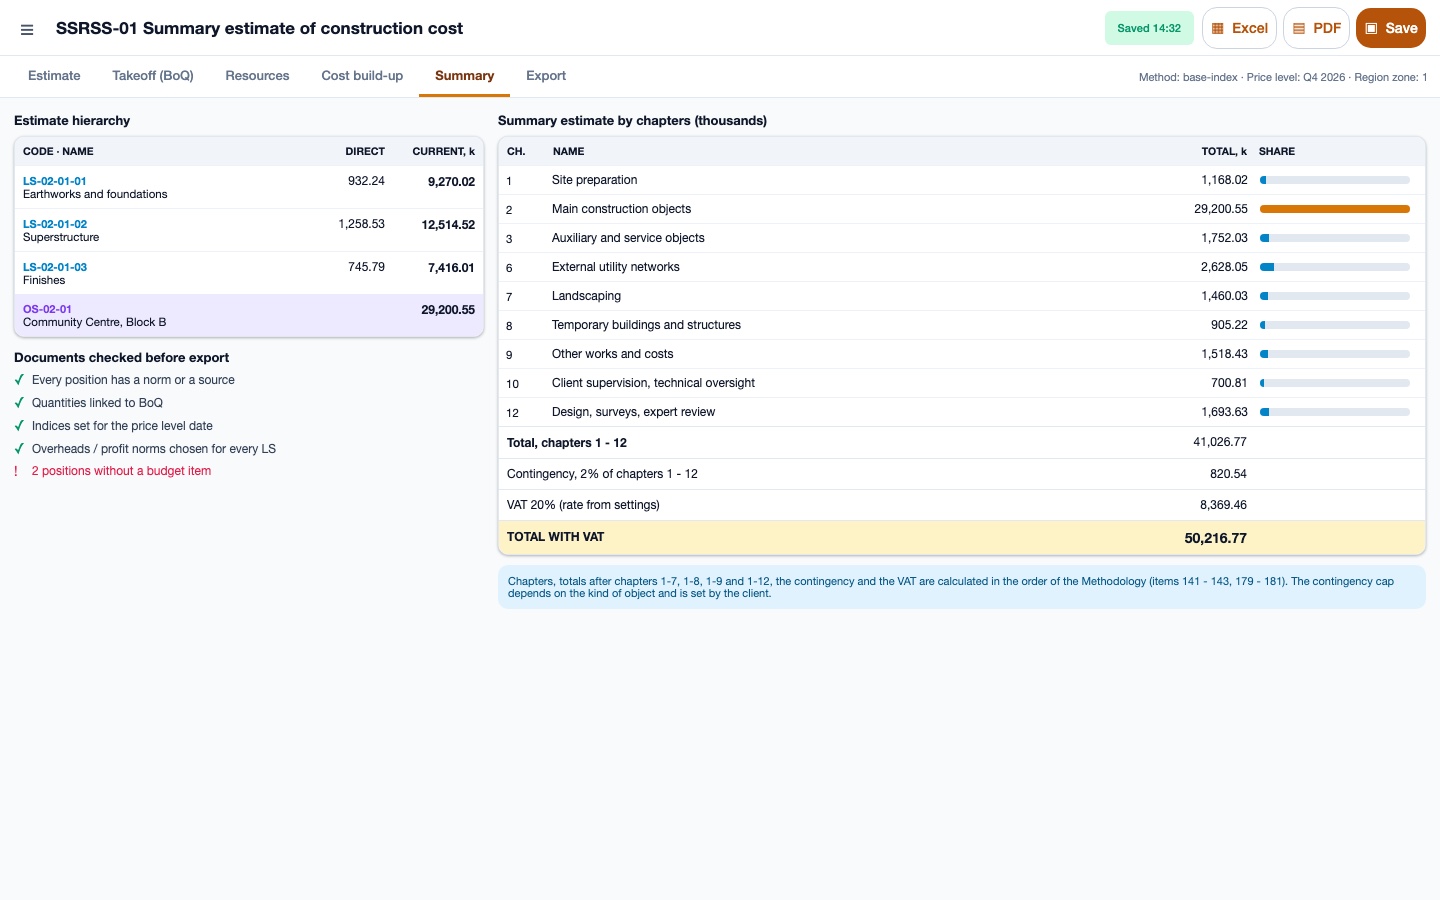 SSRSS-01 Summary estimate of construction cost
Saved 14:32
Excel
PDF
Save
Estimate
Takeoff (BoQ)
Resources
Cost build-up
Summary
Export
Method: base-index · Price level: Q4 2026 · Region zone: 1
Estimate hierarchy
CODE · NAME DIRECT CURRENT, k
LS-02-01-01 932.24 9,270.02
Earthworks and foundations
LS-02-01-02 1,258.53 12,514.52
Superstructure
LS-02-01-03 745.79 7,416.01
Finishes
OS-02-01 29,200.55
Community Centre, Block B
Documents checked before export
✓ Every position has a norm or a source
✓ Quantities linked to BoQ
✓ Indices set for the price level date
✓ Overheads / profit norms chosen for every LS
! 2 positions without a budget item
Summary estimate by chapters (thousands)
CH. NAME TOTAL, k SHARE
1 Site preparation 1,168.02
2 Main construction objects 29,200.55
3 Auxiliary and service objects 1,752.03
6 External utility networks 2,628.05
7 Landscaping 1,460.03
8 Temporary buildings and structures 905.22
9 Other works and costs 1,518.43
10 Client supervision, technical oversight 700.81
12 Design, surveys, expert review 1,693.63
Total, chapters 1 - 12 41,026.77
Contingency, 2% of chapters 1 - 12 820.54
VAT 20% (rate from settings) 8,369.46
TOTAL WITH VAT 50,216.77
Chapters, totals after chapters 1-7, 1-8, 1-9 and 1-12, the contingency and the VAT are calculated in the order of the Methodology (items 141 - 143, 179 - 181). The contingency cap
depends on the kind of object and is set by the client.